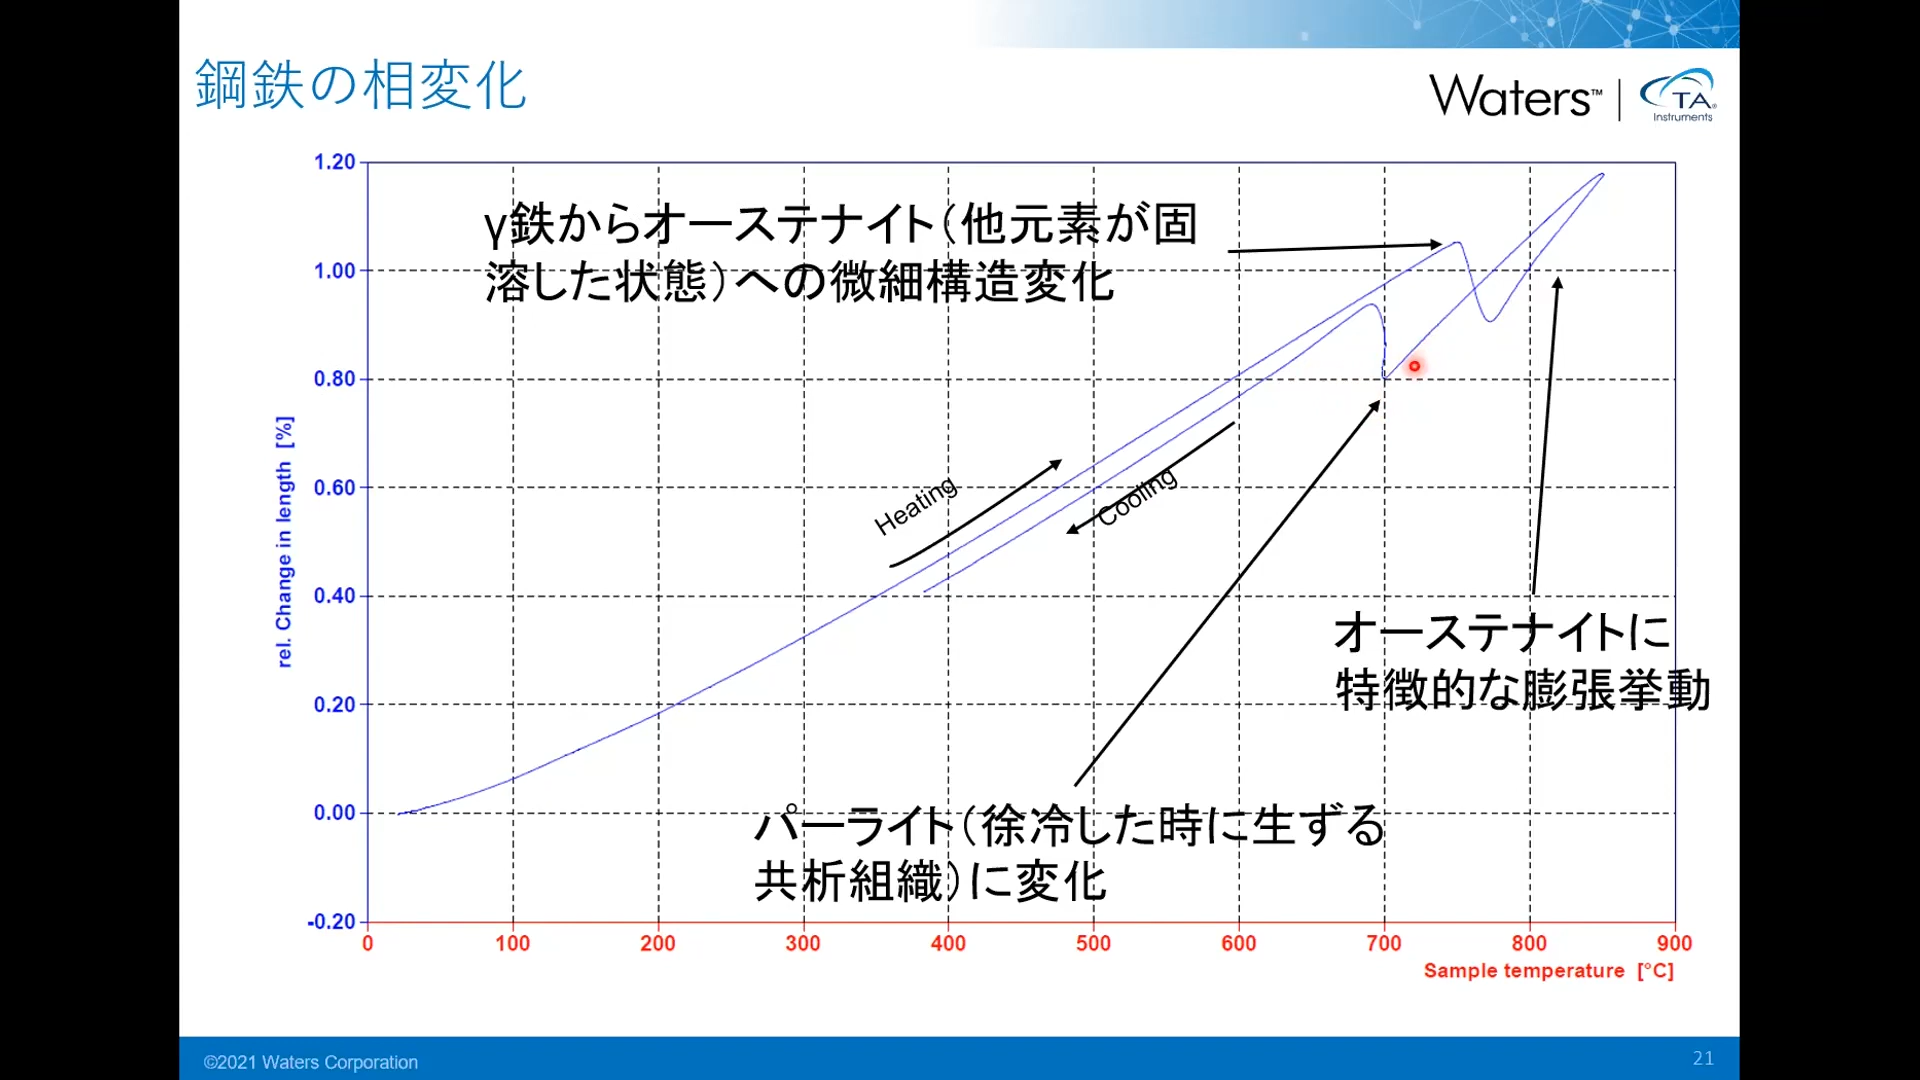 鋼鉄の相変化
Waters™
TA
Instruments
1.20
1.00
0.80
0.60
0.40
0.20
0.00
-0.20
rel. Change in length [%]
γ鉄からオーステナイト（他元素が固
溶した状態）への微細構造変化
Heating
Cooling
オーステナイトに
特徴的な膨張挙動
パーライト（徐冷した時に生ずる
共析組織）に変化
0 100 200 300 400 500 600 700 800 900
Sample temperature [°C]
©2021 Waters Corporation
21